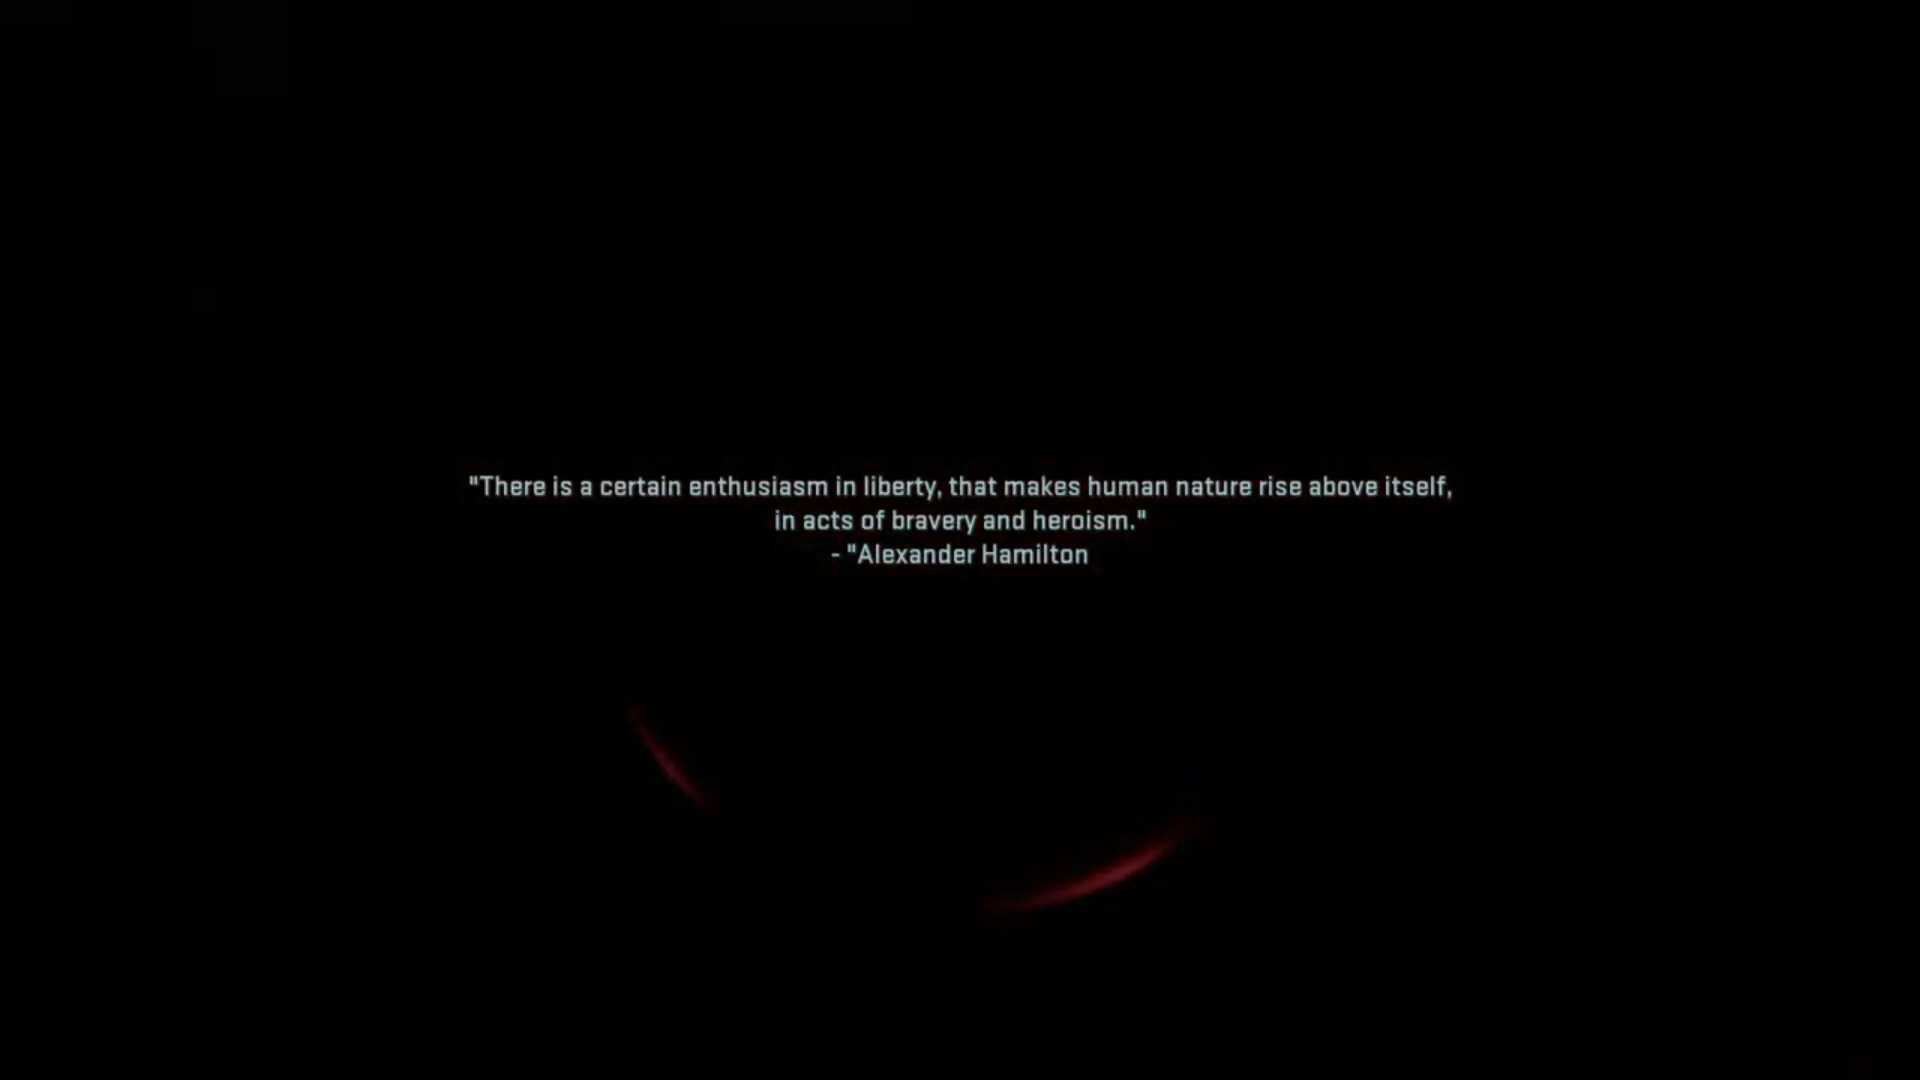 "There is a certain enthusiasm in liberty, that makes human nature rise above itself,
in acts of bravery and heroism."
- "Alexander Hamilton